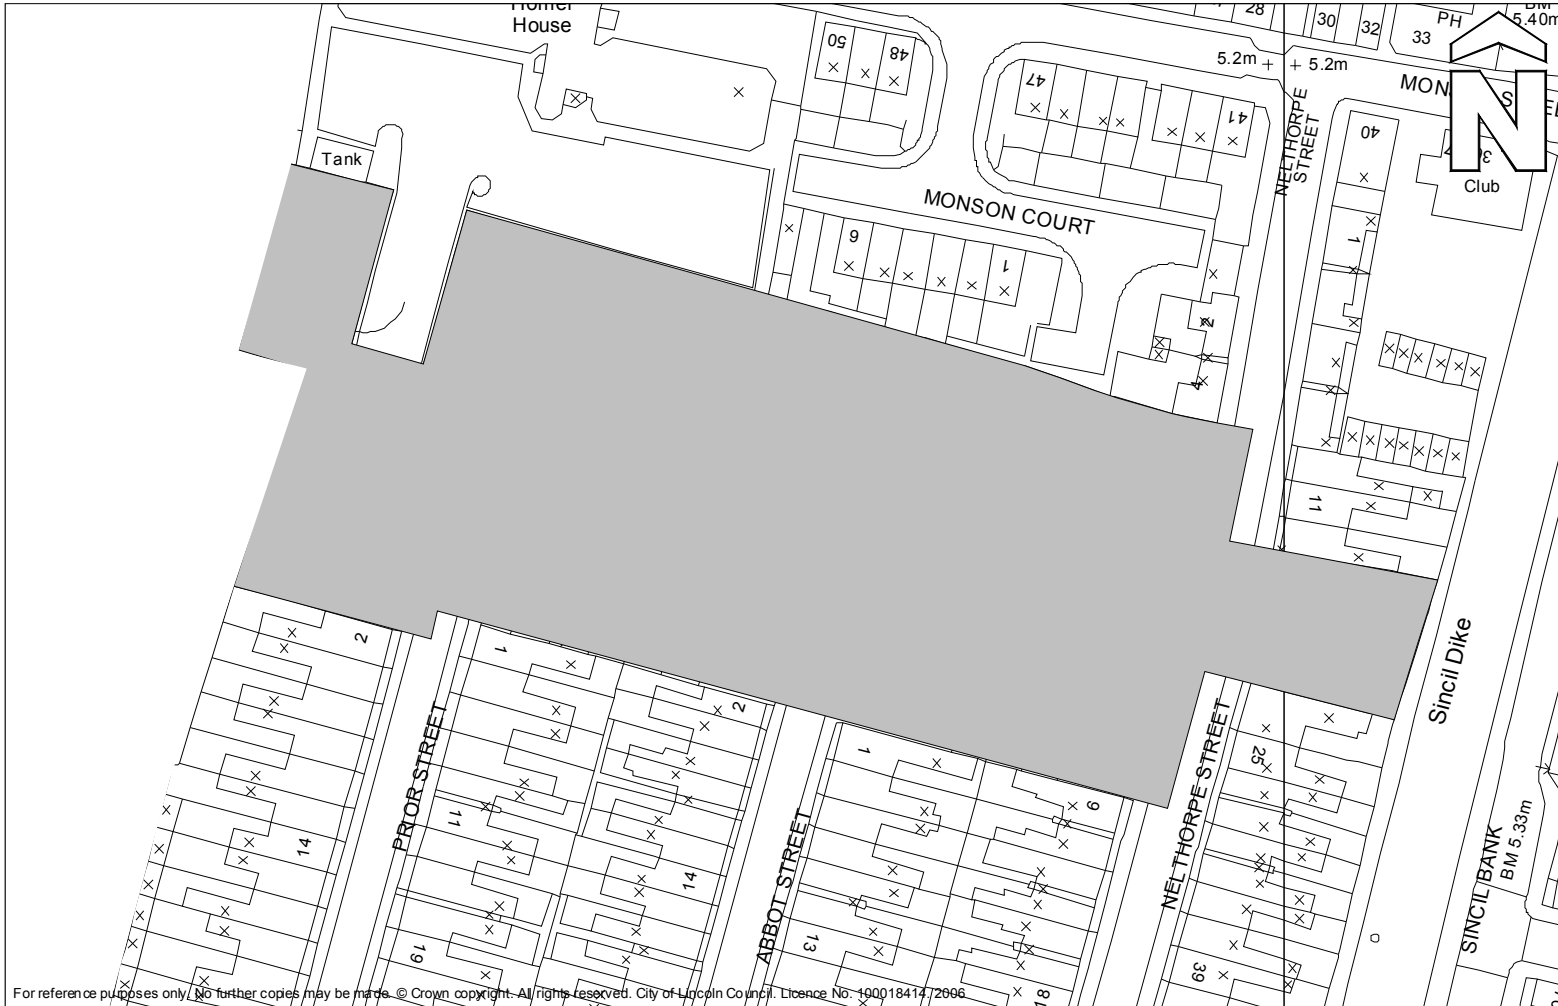 Homer
House
28
30
32
PH
33
BM
5.40m
50
48
47
41
5.2m
5.2m
MON
N
40
Club
NELTHORPE
STREET
Tank
MONSON COURT
6
1
1
2
4
11
Sincil Dike
2
1
2
1
9
25
PRIOR STREET
11
14
14
ABBOT STREET
NELTHORPE STREET
SINCIL BANK
BM 5.33m
19
13
18
39
For reference purposes only. No further copies may be made. © Crown copyright. All rights reserved. City of Lincoln Council. Licence No. 100018414. 2006